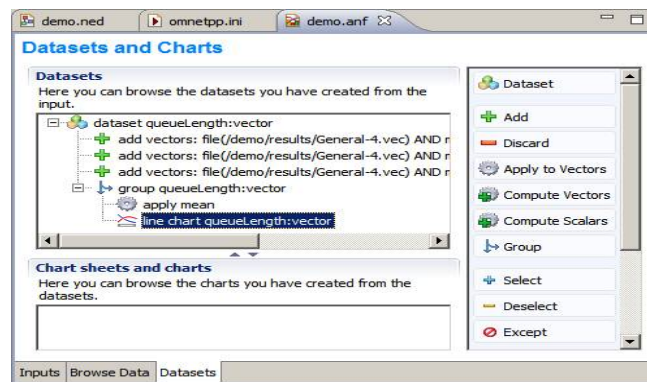 demo.ned
omnetpp.ini
demo.anf
Datasets and Charts
Datasets
Here you can browse the datasets you have created from the
input.
dataset queueLength:vector
add vectors: file(/demo/results/General-4.vec) AND r
add vectors: file(/demo/results/General-4.vec) AND r
add vectors: file(/demo/results/General-4.vec) AND r
group queueLength:vector
apply mean
line chart queueLength:vector
Chart sheets and charts
Here you can browse the charts you have created from the
datasets.
Dataset
Add
Discard
Apply to Vectors
Compute Vectors
Compute Scalars
Group
Select
Deselect
Except
Inputs Browse Data Datasets